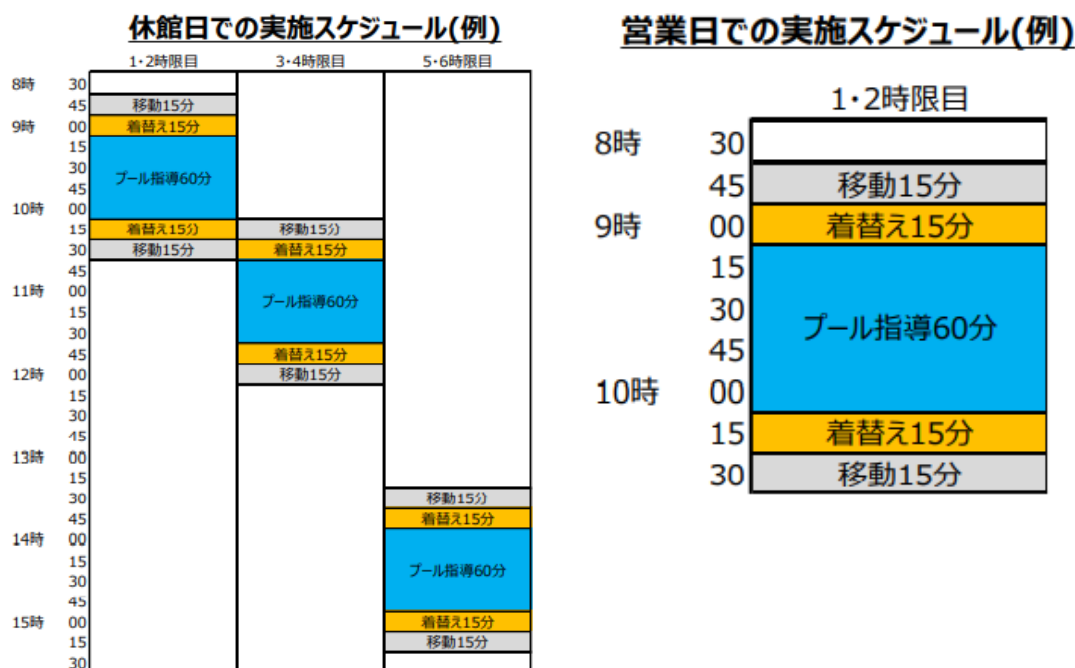 休館日での実施スケジュール(例)
1・2時限目 3・4時限目 5・6時限目
8時 30
45 移動15分
9時 00 着替え15分
15
30 プール指導60分
45
10時 00
15 着替え15分 移動15分
30 移動15分 着替え15分
45
11時 00 プール指導60分
15
30
45 着替え15分
12時 00 移動15分
15
30
45
13時 00
15
30 移動15分
45 着替え15分
14時 00
15 プール指導60分
30
45
15時 00 着替え15分
15 移動15分
30
営業日での実施スケジュール(例)
1・2時限目
8時 30
45 移動15分
9時 00 着替え15分
15
30 プール指導60分
45
10時 00
15 着替え15分
30 移動15分